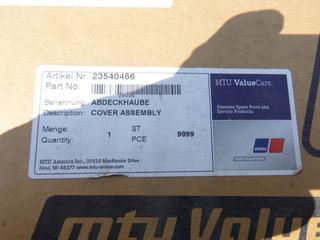 Artikel Nr. 23540466
Part No:
Benennung: ABDECKHAUBE
Description: COVER ASSEMBLY
Menge: 1 ST 9999
Quantity: PCE
MTU America Inc., 39525 MacKenzie Drive
Novi, MI 48377 www.mtu-online.com
MTU ValueCare.
Genuine Spare Parts and
Service Products.
mtu
mtu Value